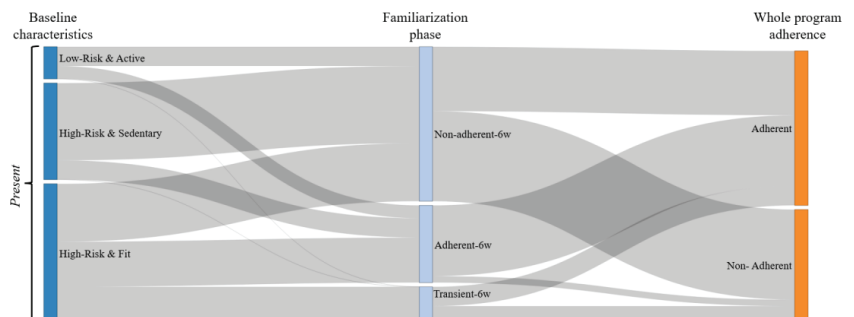 Baseline
characteristics
Familiarization
phase
Whole program
adherence
Low-Risk & Active
High-Risk & Sedentary
Non-adherent-6w
Adherent
Present
High-Risk & Fit
Adherent-6w
Non- Adherent
Transient-6w